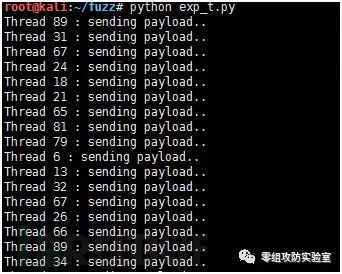 root@kali:~/fuzz# python exp_t.py
Thread 89 : sending payload..
Thread 31 : sending payload..
Thread 67 : sending payload..
Thread 24 : sending payload..
Thread 18 : sending payload..
Thread 21 : sending payload..
Thread 65 : sending payload..
Thread 81 : sending payload..
Thread 79 : sending payload..
Thread 6 : sending payload..
Thread 13 : sending payload..
Thread 32 : sending payload..
Thread 67 : sending payload..
Thread 26 : sending payload..
Thread 66 : sending payload..
Thread 89 : sending payload..
Thread 34 : sending payload..
零组攻防实验室